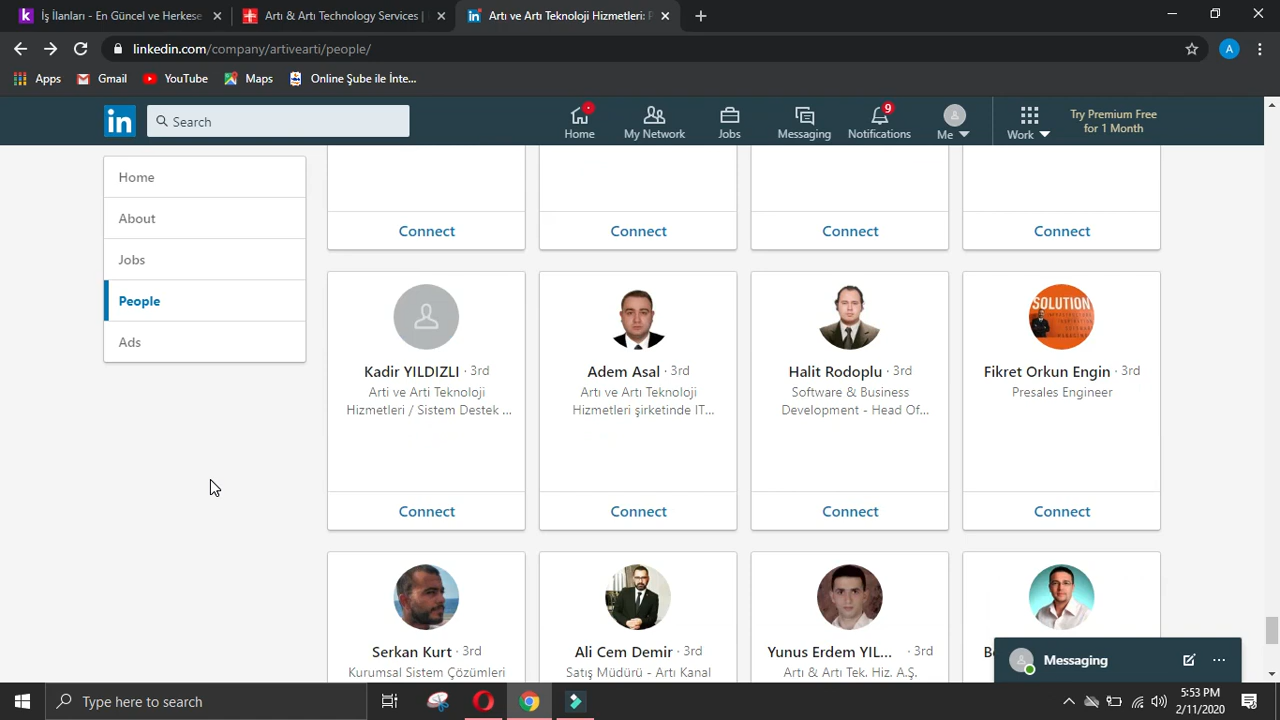 İş İlanları - En Güncel ve Herkese
Artı & Artı Technology Services |
Artı ve Artı Teknoloji Hizmetleri: P
linkedin.com/company/artivearti/people/
A
Apps
Gmail
YouTube
Maps
Online Şube ile İnte...
in
Search
Home
My Network
Jobs
Messaging
9
Notifications
Me
Work
Try Premium Free
for 1 Month
Home
About
Jobs
People
Ads
Connect
Connect
Connect
Connect
Kadir YILDIZLI · 3rd
Arti ve Arti Teknoloji
Hizmetleri / Sistem Destek ...
Connect
Adem Asal · 3rd
Artı ve Artı Teknoloji
Hizmetleri şirketinde IT...
Connect
Halit Rodoplu · 3rd
Software & Business
Development - Head Of...
Connect
SOLUTION
Fikret Orkun Engin · 3rd
Presales Engineer
Connect
Serkan Kurt · 3rd
Kurumsal Sistem Çözümleri
Ali Cem Demir · 3rd
Satış Müdürü - Artı Kanal
Yunus Erdem YIL... · 3rd
Artı & Artı Tek. Hiz. A.Ş.
Messaging
Type here to search
5:53 PM
2/11/2020